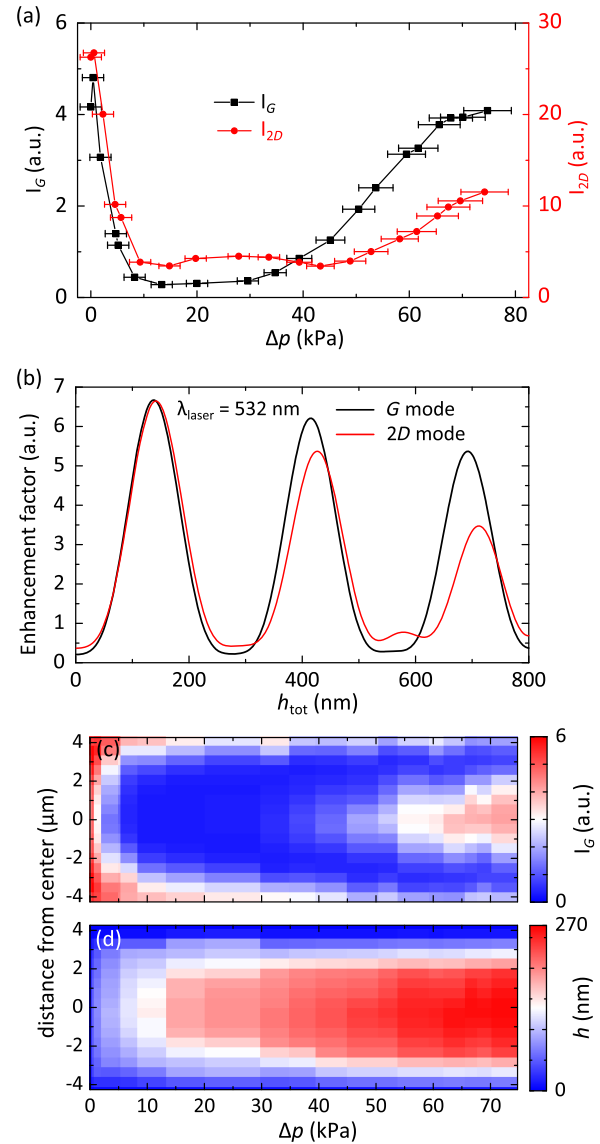 (a)
6
4
2
0
I_G (a.u.)
I_G
I_2D
30
20
10
0
I_2D (a.u.)
0 20 40 60 80
Δp (kPa)
(b)
7
6
5
4
3
2
1
0
Enhancement factor (a.u.)
λ_laser = 532 nm
G mode
2D mode
0 200 400 600 800
h_tot (nm)
(c)
4
2
0
-2
-4
6
0
I_G (a.u.)
distance from center (µm)
(d)
4
2
0
-2
-4
270
0
h (nm)
0 10 20 30 40 50 60 70
Δp (kPa)